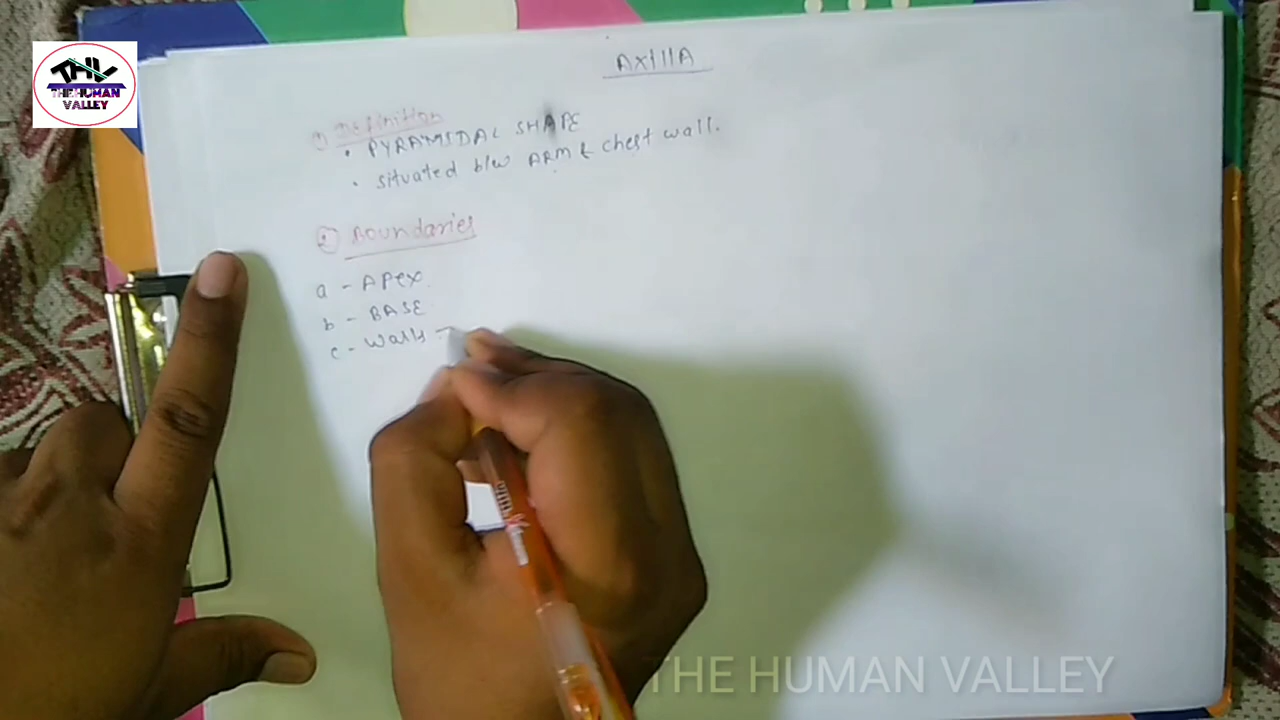 THV
THE HUMAN
VALLEY
AXIllA
① Definition
• PYRAMIDAL SHAPE
• situated b/w ARM & chest wall.
② Boundaries
a - APex
b - BASE
c - Walls -
THE HUMAN VALLEY